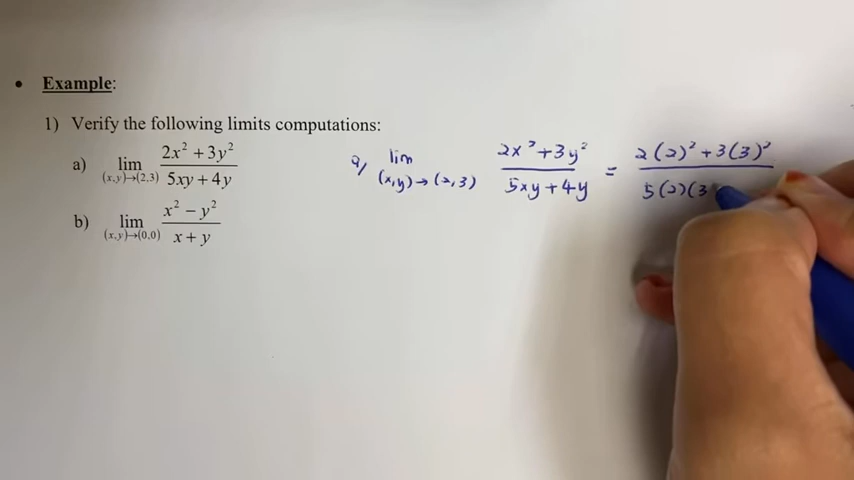 • Example:
1) Verify the following limits computations:
a) lim (x,y)→(2,3) (2x² + 3y²)/(5xy + 4y)
b) lim (x,y)→(0,0) (x² − y²)/(x + y)
a) lim (x,y)→(2,3) (2x² + 3y²)/(5xy + 4y) = (2(2)² + 3(3)²)/(5(2)(3